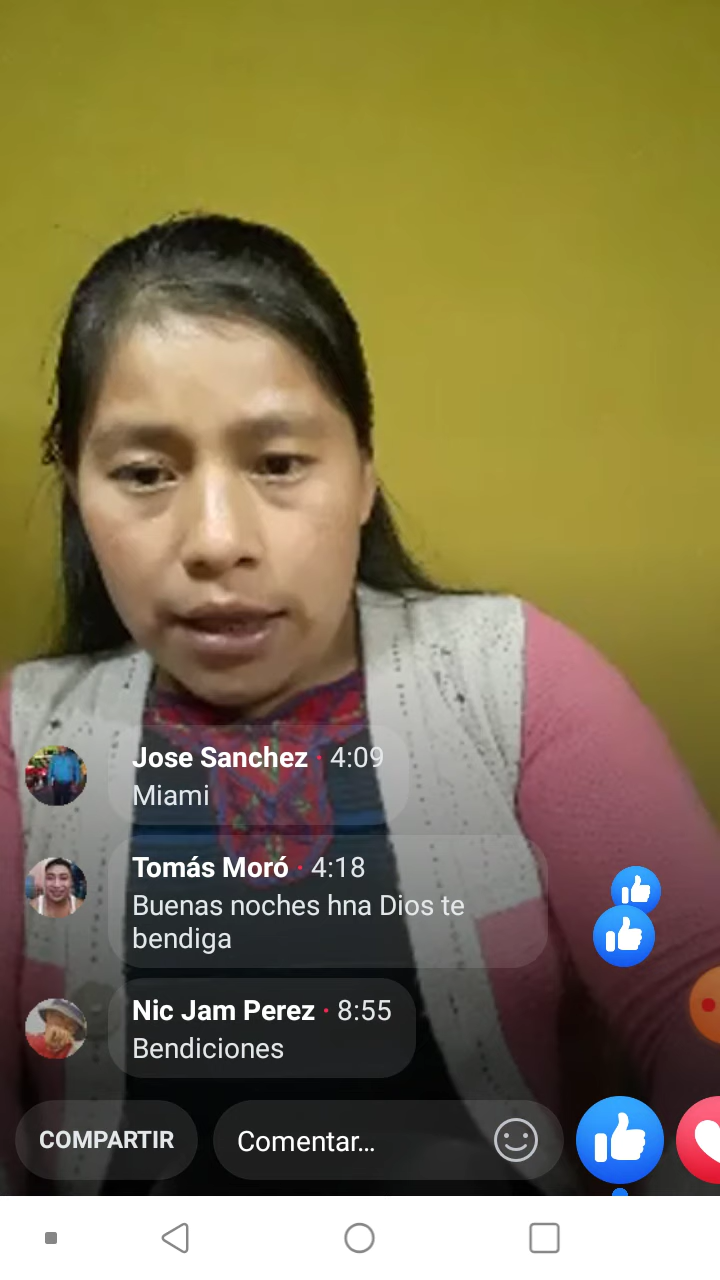 Jose Sanchez · 4:09
Miami
Tomás Moró · 4:18
Buenas noches hna Dios te
bendiga
Nic Jam Perez · 8:55
Bendiciones
COMPARTIR
Comentar...